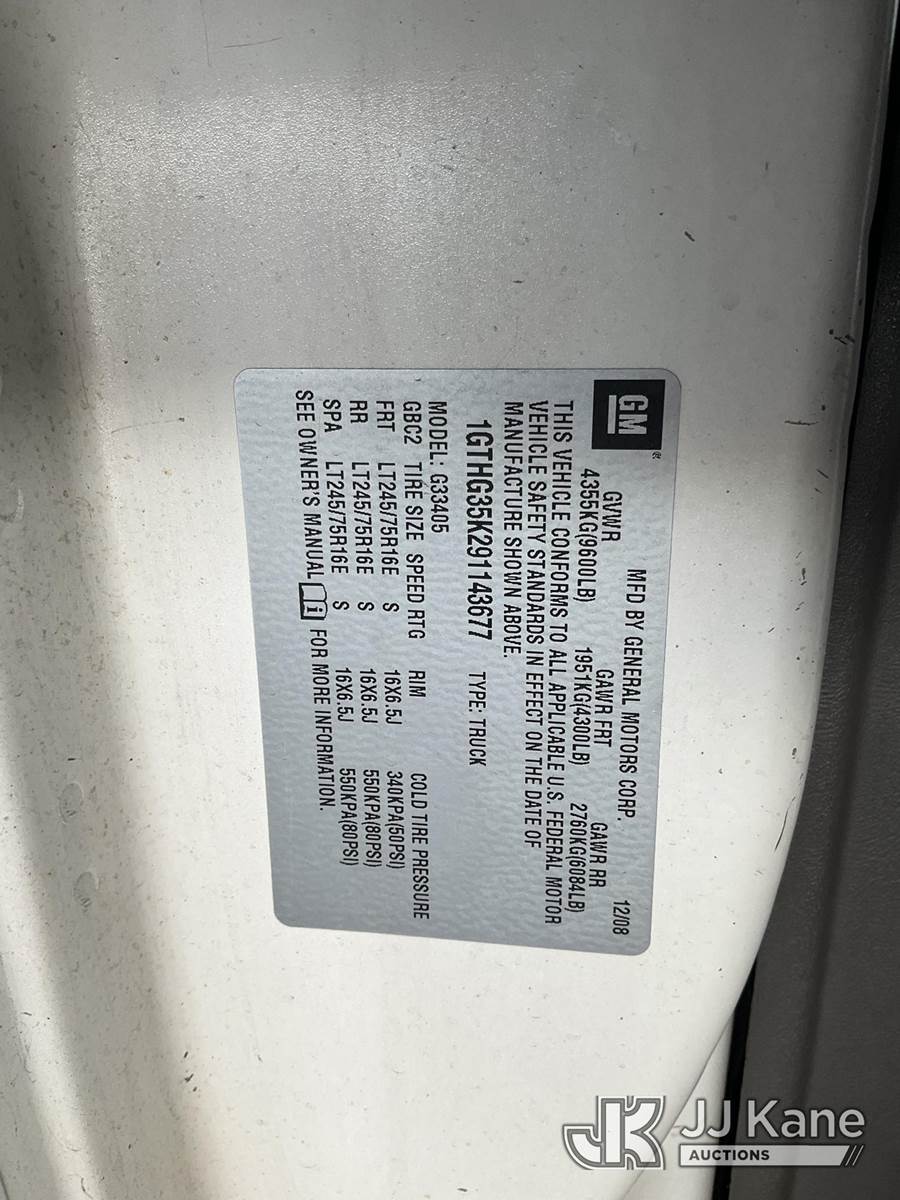 GM®
MFD BY GENERAL MOTORS CORP. 12/08
GVWR GAWR FRT GAWR RR
4355KG(9600LB) 1951KG(4300LB) 2760KG(6084LB)
THIS VEHICLE CONFORMS TO ALL APPLICABLE U.S. FEDERAL MOTOR
VEHICLE SAFETY STANDARDS IN EFFECT ON THE DATE OF
MANUFACTURE SHOWN ABOVE.
1GTHG35K291143677 TYPE: TRUCK
MODEL: G33405
GBC2 TIRE SIZE SPEED RTG RIM COLD TIRE PRESSURE
FRT LT245/75R16E S 16X6.5J 340KPA(50PSI)
RR LT245/75R16E S 16X6.5J 550KPA(80PSI)
SPA LT245/75R16E S 16X6.5J 550KPA(80PSI)
SEE OWNER'S MANUAL i FOR MORE INFORMATION.
JK JJ Kane
AUCTIONS